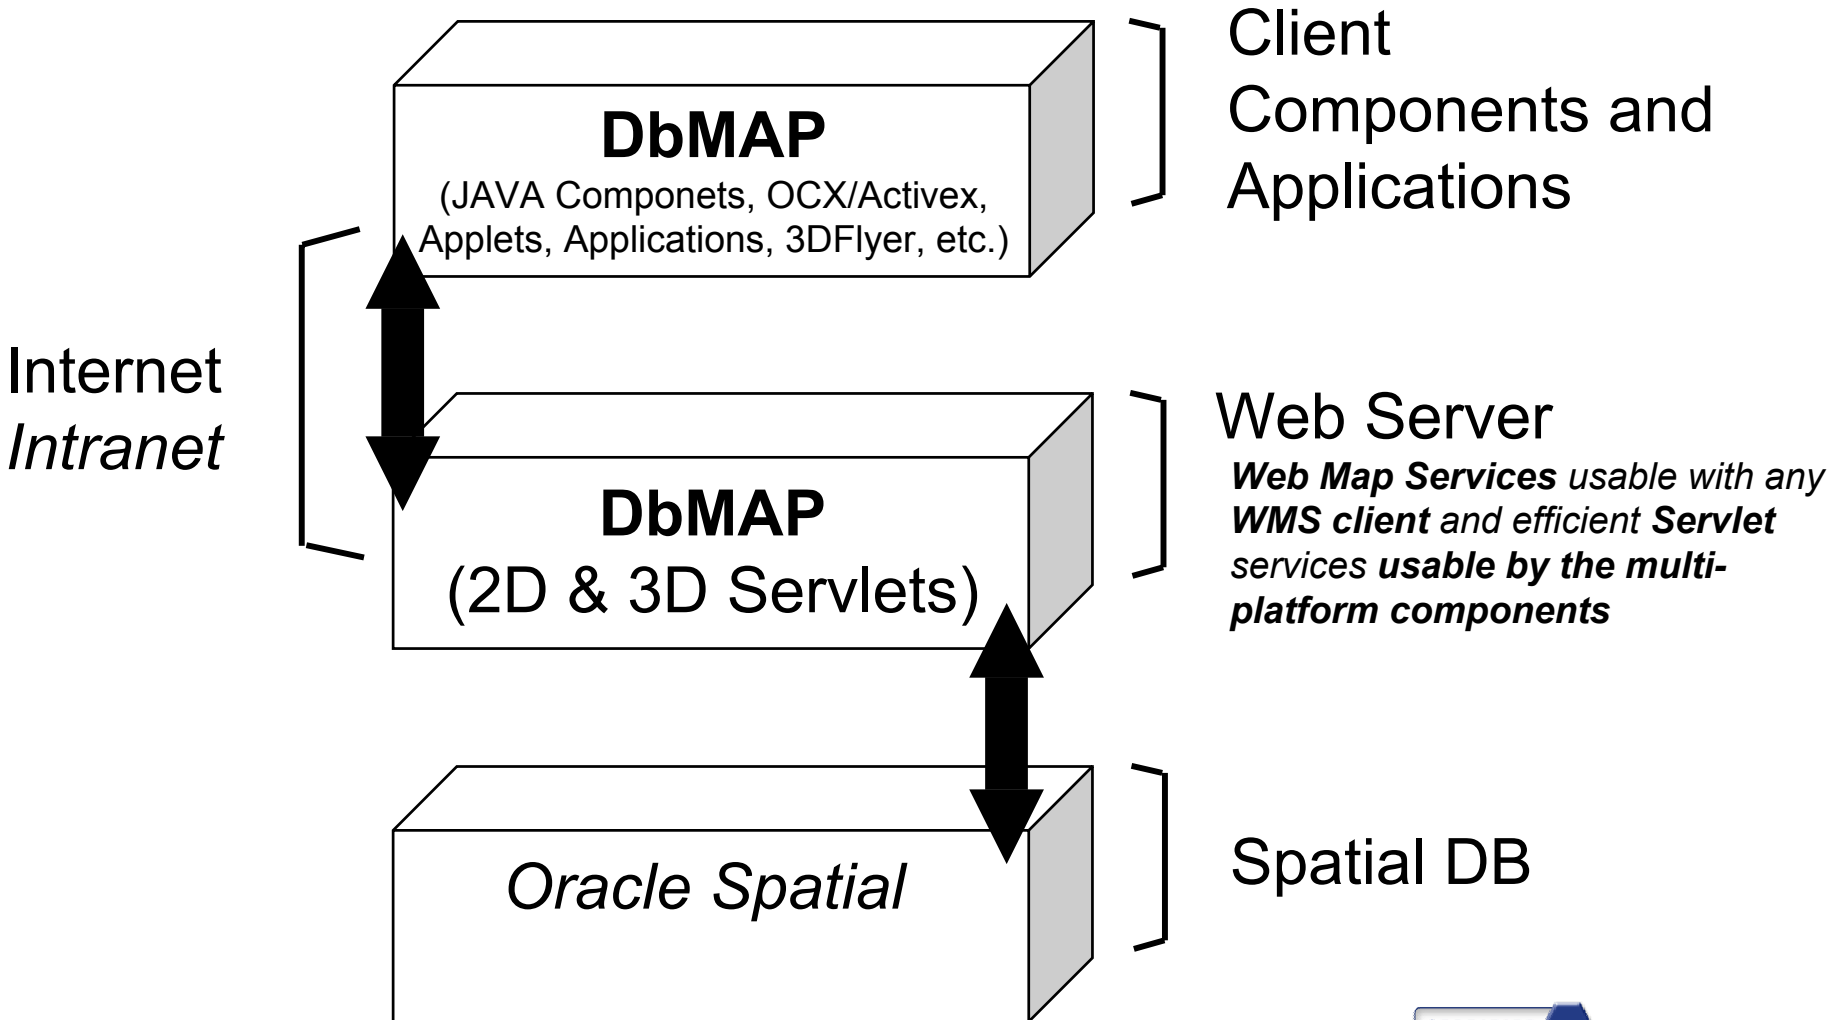 Client
Components and
Applications
DbMAP
(JAVA Componets, OCX/Activex,
Applets, Applications, 3DFlyer, etc.)
Internet
Intranet
Web Server
Web Map Services usable with any
WMS client and efficient Servlet
services usable by the multi-
platform components
DbMAP
(2D & 3D Servlets)
Oracle Spatial
Spatial DB